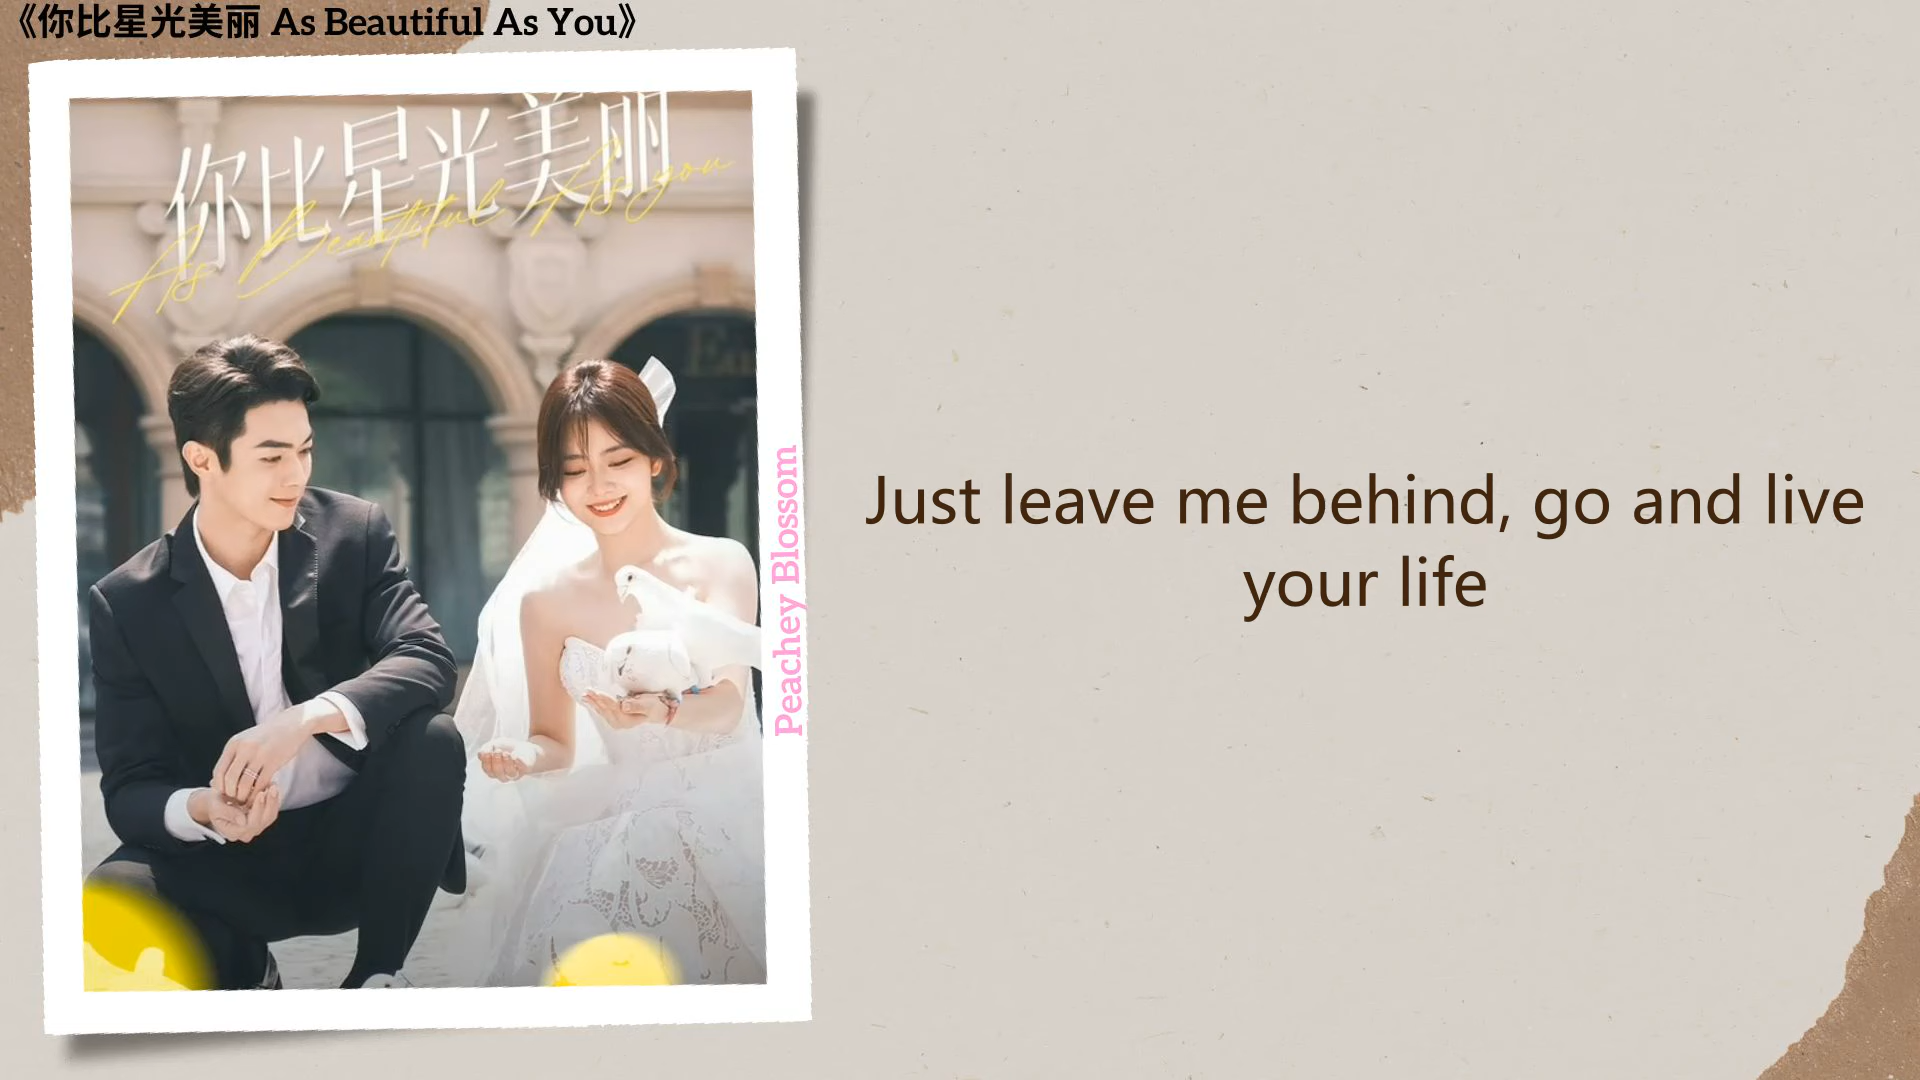 《你比星光美丽 As Beautiful As You》
你比星光美丽
As Beautiful As you
Peachey Blossom
Just leave me behind, go and live
your life